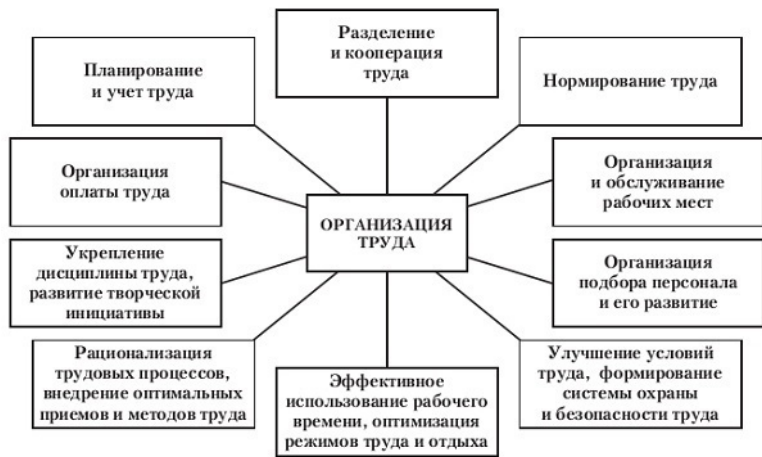 Разделение
и кооперация
труда
Планирование
и учет труда
Нормирование труда
Организация
оплаты труда
Организация
и обслуживание
рабочих мест
ОРГАНИЗАЦИЯ
ТРУДА
Укрепление
дисциплины труда,
развитие творческой
инициативы
Организация
подбора персонала
и его развитие
Рационализация
трудовых процессов,
внедрение оптимальных
приемов и методов труда
Эффективное
использование рабочего
времени, оптимизация
режимов труда и отдыха
Улучшение условий
труда, формирование
системы охраны
и безопасности труда